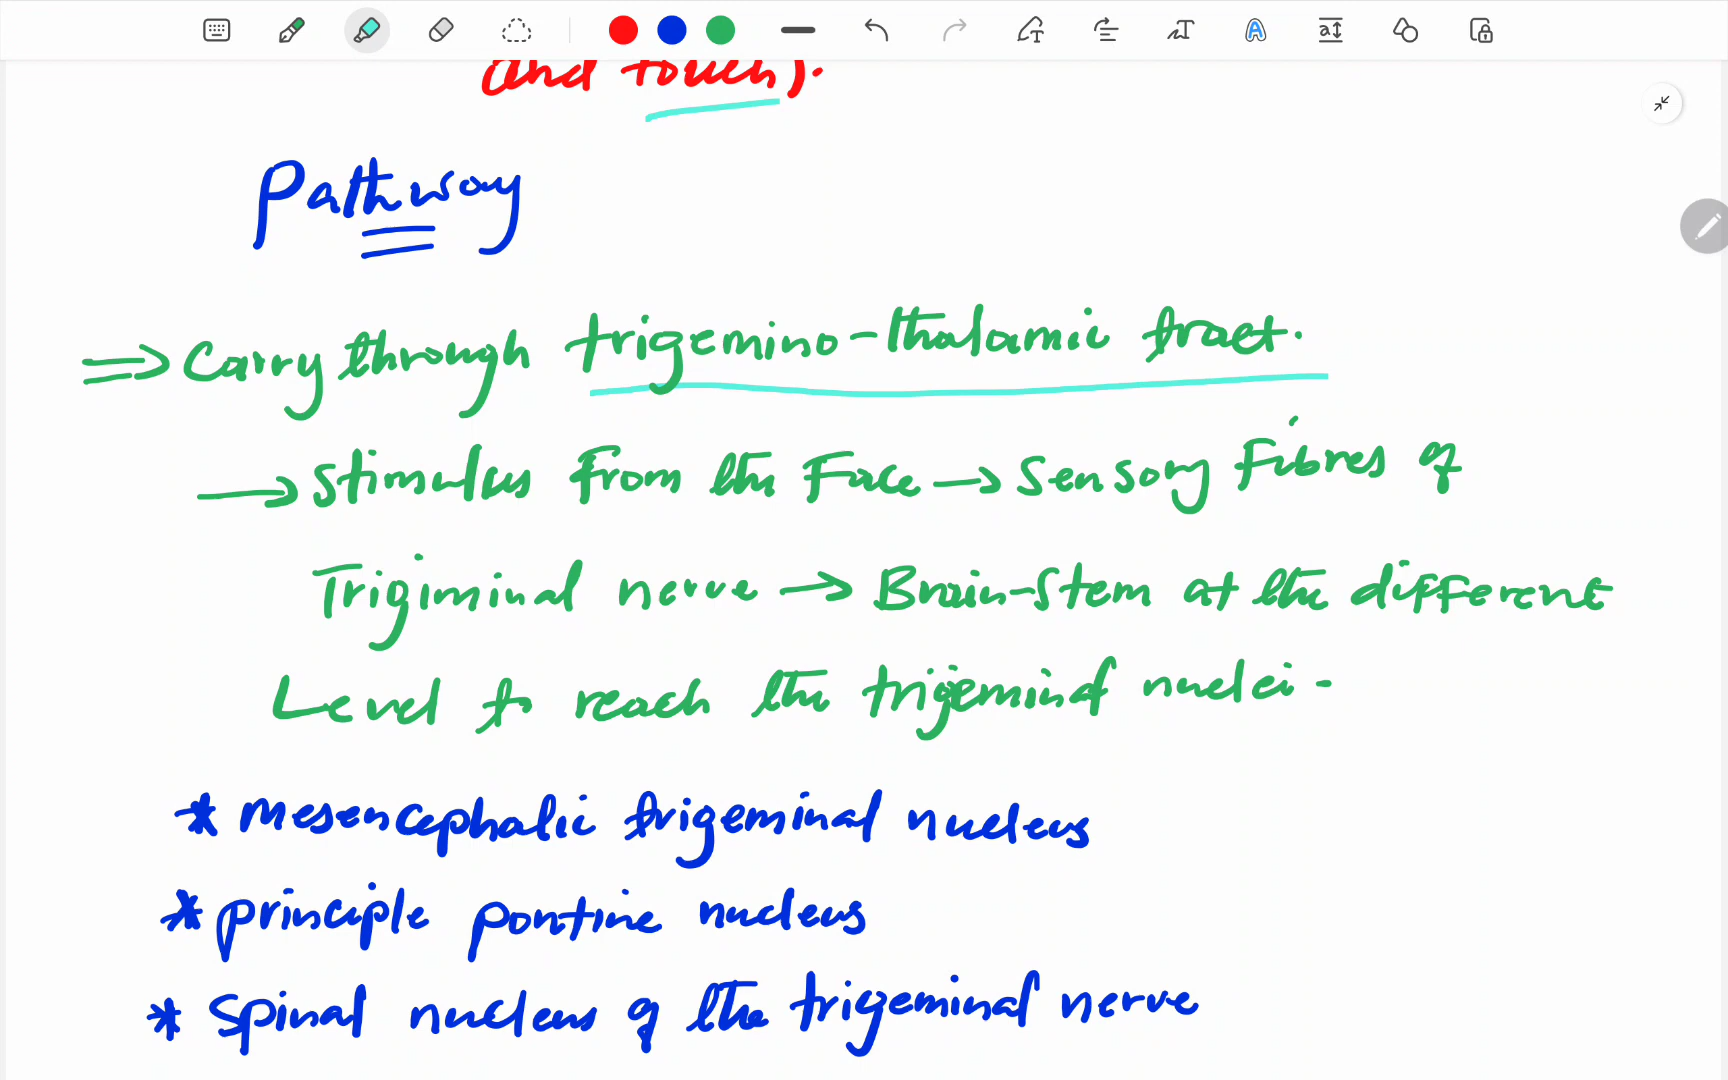 and touch).
Pathway
⇒ Carry through trigemino-thalamic tract.
→ Stimulus from the Face → Sensory Fibres of
Trigiminal nerve → Brain-Stem at the different
Level to reach the trigeminal nuclei -
* Mesencephalic trigeminal nucleus
* principle pontine nucleus
* Spinal nucleus of the trigeminal nerve